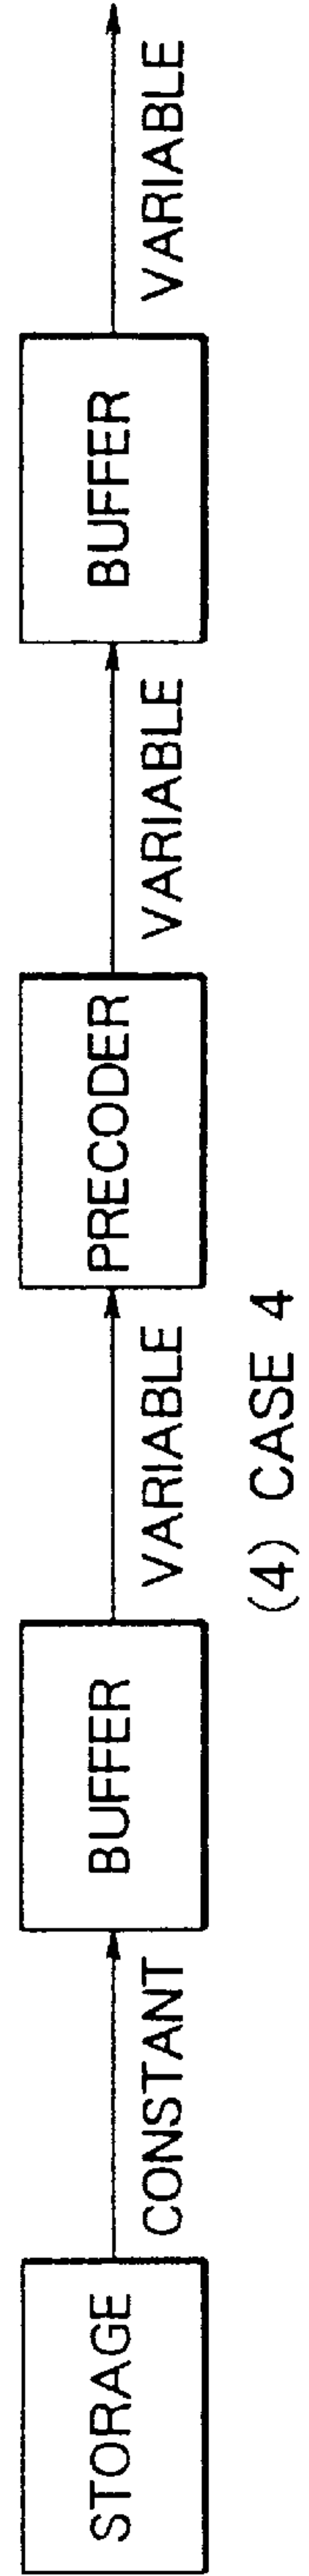 STORAGE
CONSTANT
BUFFER
VARIABLE
PRECODER
VARIABLE
BUFFER
VARIABLE
(4) CASE 4